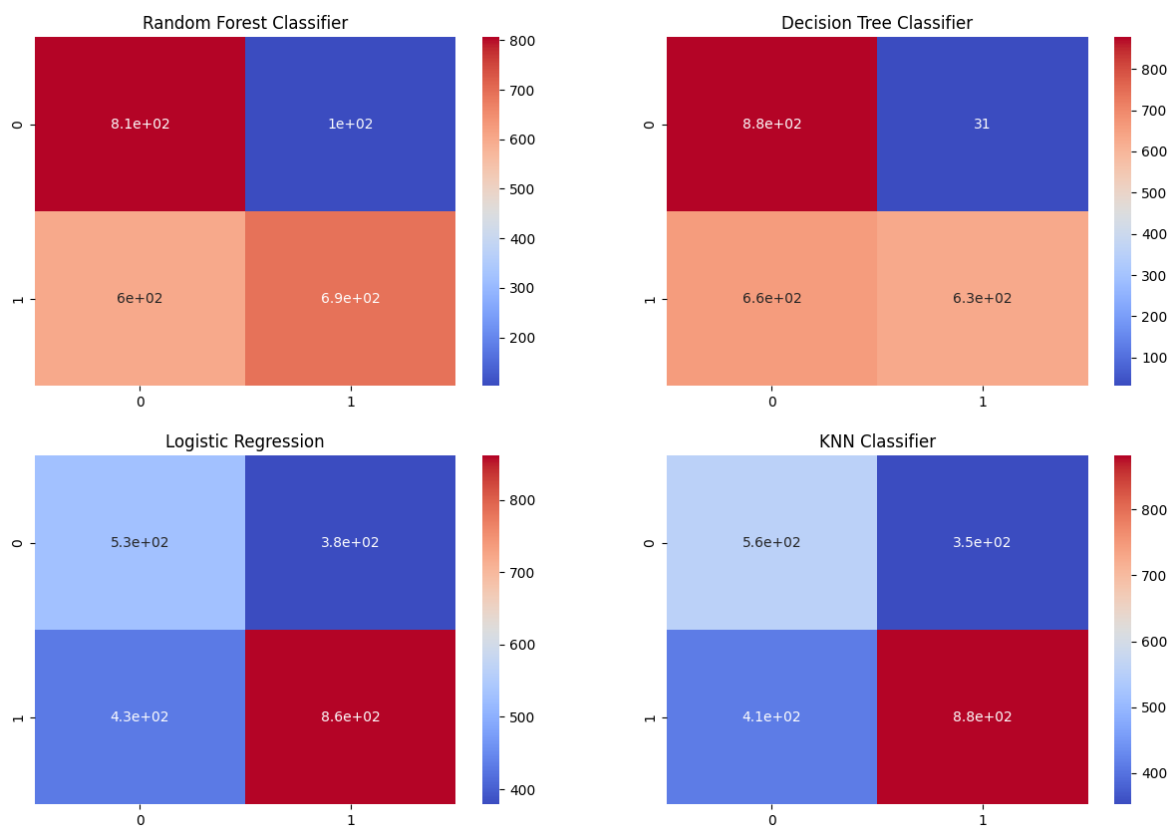 Random Forest Classifier
0
8.1e+02
1e+02
1
6e+02
6.9e+02
0
1
800
700
600
500
400
300
200
Decision Tree Classifier
0
8.8e+02
31
1
6.6e+02
6.3e+02
0
1
800
700
600
500
400
300
200
100
Logistic Regression
0
5.3e+02
3.8e+02
1
4.3e+02
8.6e+02
0
1
800
700
600
500
400
KNN Classifier
0
5.6e+02
3.5e+02
1
4.1e+02
8.8e+02
0
1
800
700
600
500
400